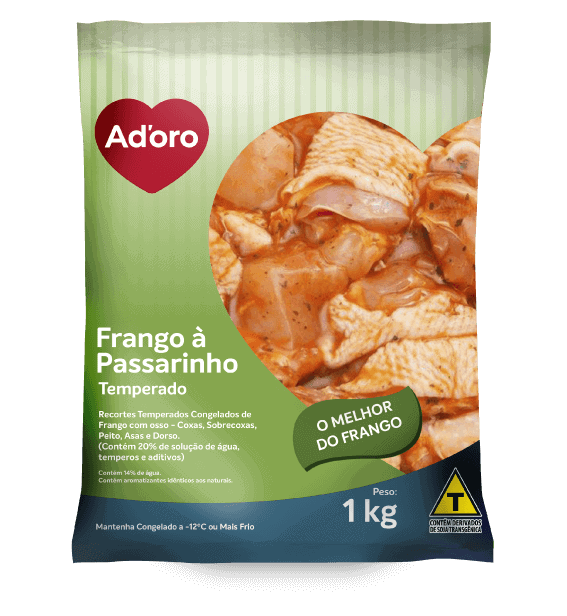 Ad'oro
Frango à
Passarinho
Temperado
Recortes Temperados Congelados de
Frango com osso - Coxas, Sobrecoxas,
Peito, Asas e Dorso.
(Contém 20% de solução de água,
temperos e aditivos)
Contém 14% de água.
Contém aromatizantes idênticos aos naturais.
O MELHOR
DO FRANGO
Peso:
1 kg
T
CONTÉM DERIVADOS
DE SOJA TRANSGÊNICA
Mantenha Congelado a -12°C ou Mais Frio